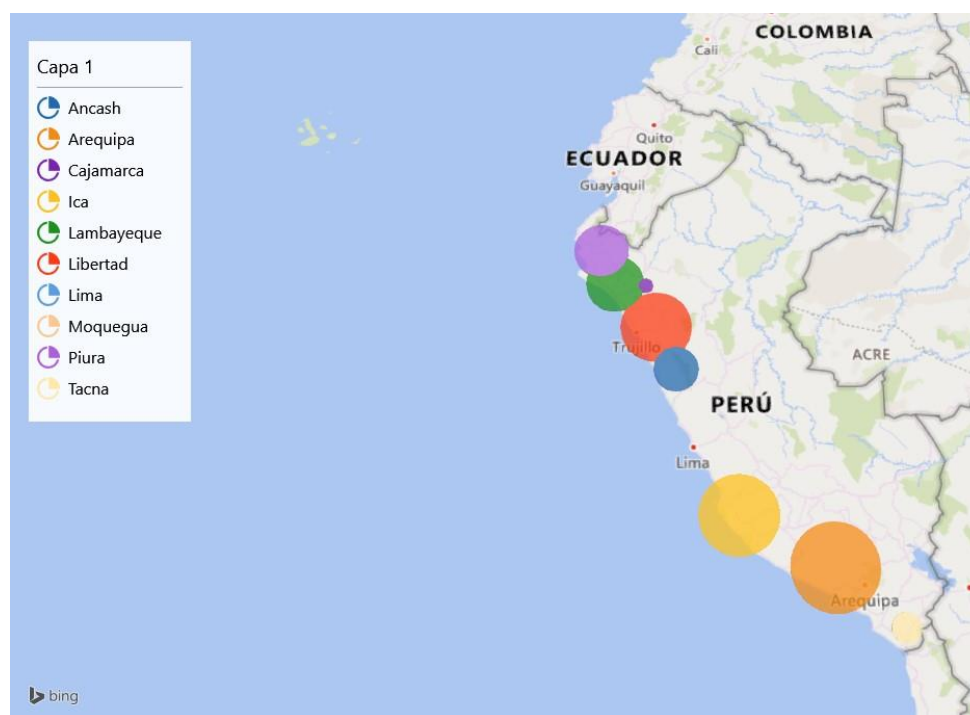 Capa 1
Ancash
Arequipa
Cajamarca
Ica
Lambayeque
Libertad
Lima
Moquegua
Piura
Tacna
COLOMBIA
Cali
Quito
ECUADOR
Guayaquil
Trujillo
ACRE
PERÚ
Lima
Arequipa
bing